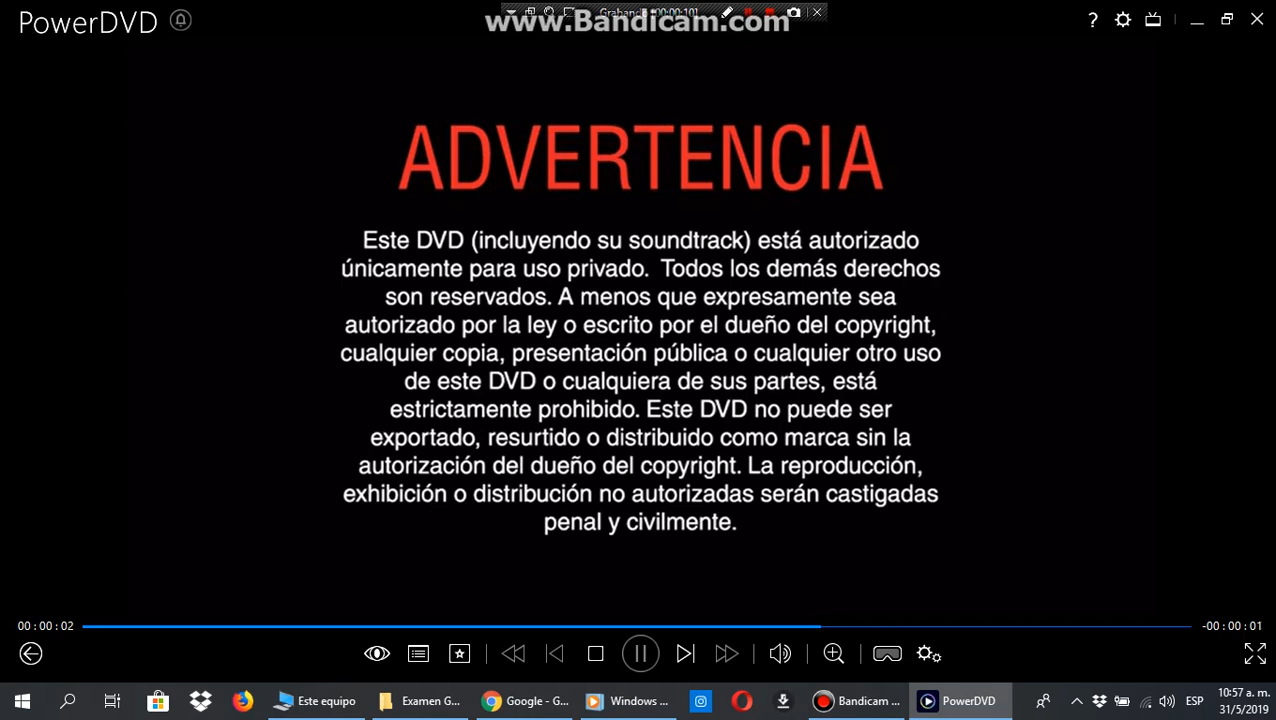 PowerDVD
www.Bandicam.com
ADVERTENCIA
Este DVD (incluyendo su soundtrack) está autorizado
únicamente para uso privado. Todos los demás derechos
son reservados. A menos que expresamente sea
autorizado por la ley o escrito por el dueño del copyright,
cualquier copia, presentación pública o cualquier otro uso
de este DVD o cualquiera de sus partes, está
estrictamente prohibido. Este DVD no puede ser
exportado, resurtido o distribuido como marca sin la
autorización del dueño del copyright. La reproducción,
exhibición o distribución no autorizadas serán castigadas
penal y civilmente.
00:00:02
-00:00:01
Este equipo
Examen G...
Google - G...
Windows ...
Bandicam ...
PowerDVD
ESP
10:57 a. m.
31/5/2019